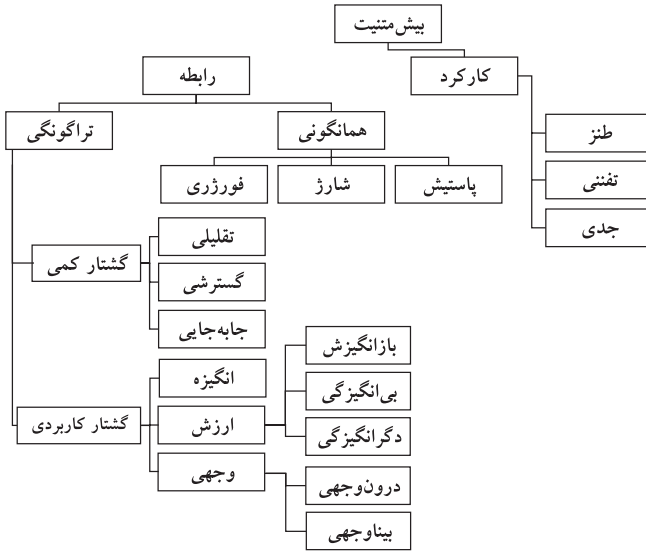 بیش‌متنیت
کارکرد
طنز
تفننی
جدی
رابطه
همانگونی
تراگونگی
پاستیش
شارژ
فورژری
گشتار کمی
تقلیلی
گسترشی
جابه‌جایی
گشتار کاربردی
انگیزه
ارزش
وجهی
بازانگیزش
بی‌انگیزگی
دگرانگیزگی
درون‌وجهی
بیناوجهی